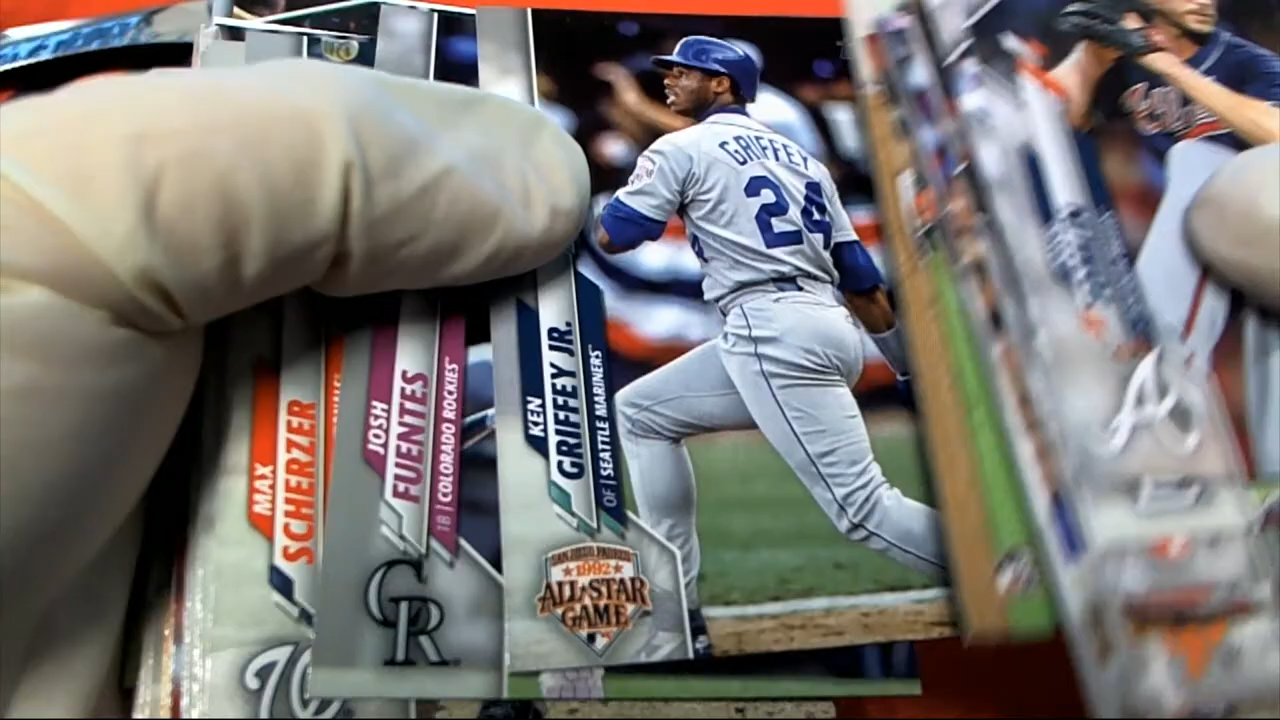 MAX
SCHERZER
JOSH
FUENTES
1B | COLORADO ROCKIES
CR
KEN
GRIFFEY JR.
OF | SEATTLE MARINERS
SAN DIEGO PADRES
1992
ALL STAR
GAME
GRIFFEY
24
A